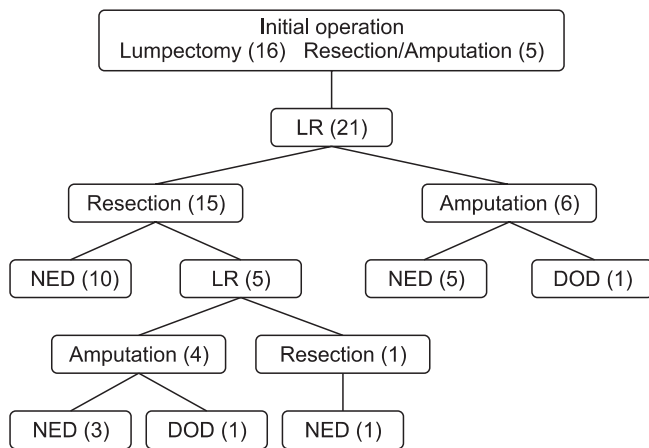 Initial operation
Lumpectomy (16) Resection/Amputation (5)
LR (21)
Resection (15) Amputation (6)
NED (10) LR (5) NED (5) DOD (1)
Amputation (4) Resection (1)
NED (3) DOD (1) NED (1)